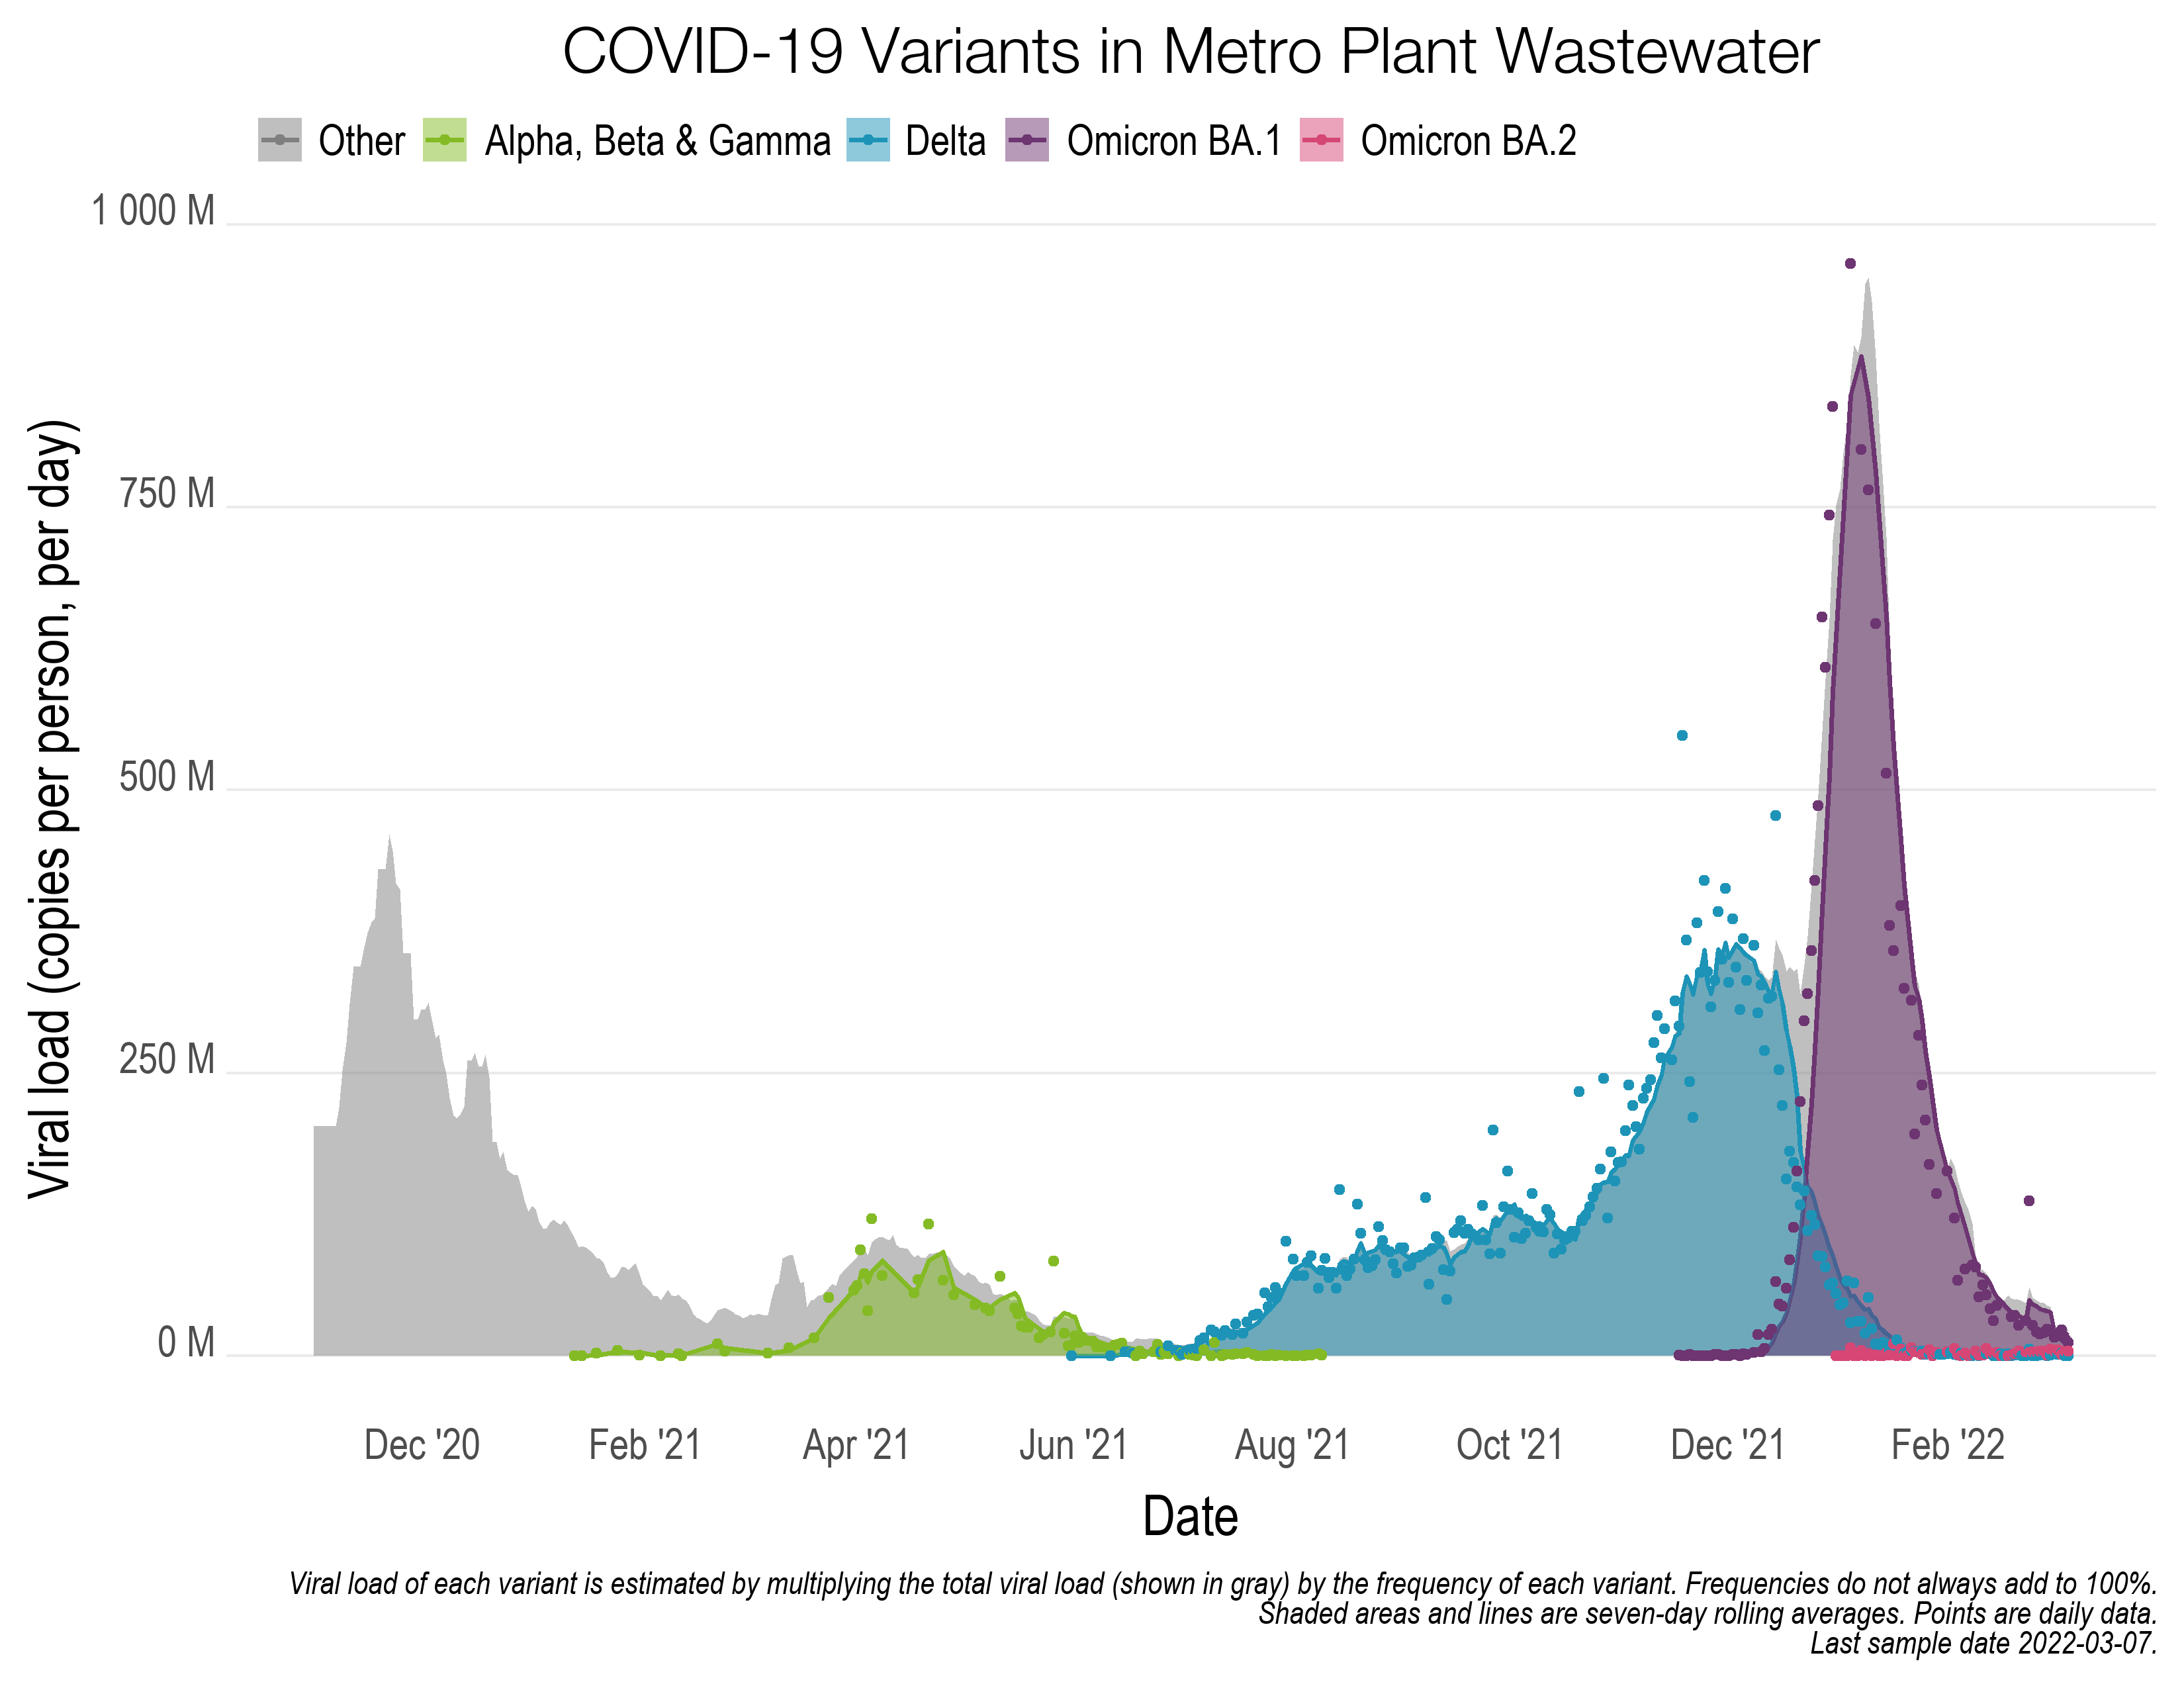 COVID-19 Variants in Metro Plant Wastewater
Other Alpha, Beta & Gamma Delta Omicron BA.1 Omicron BA.2
1 000 M
750 M
500 M
250 M
0 M
Viral load (copies per person, per day)
Dec '20 Feb '21 Apr '21 Jun '21 Aug '21 Oct '21 Dec '21 Feb '22
Date
Viral load of each variant is estimated by multiplying the total viral load (shown in gray) by the frequency of each variant. Frequencies do not always add to 100%.
Shaded areas and lines are seven-day rolling averages. Points are daily data.
Last sample date 2022-03-07.